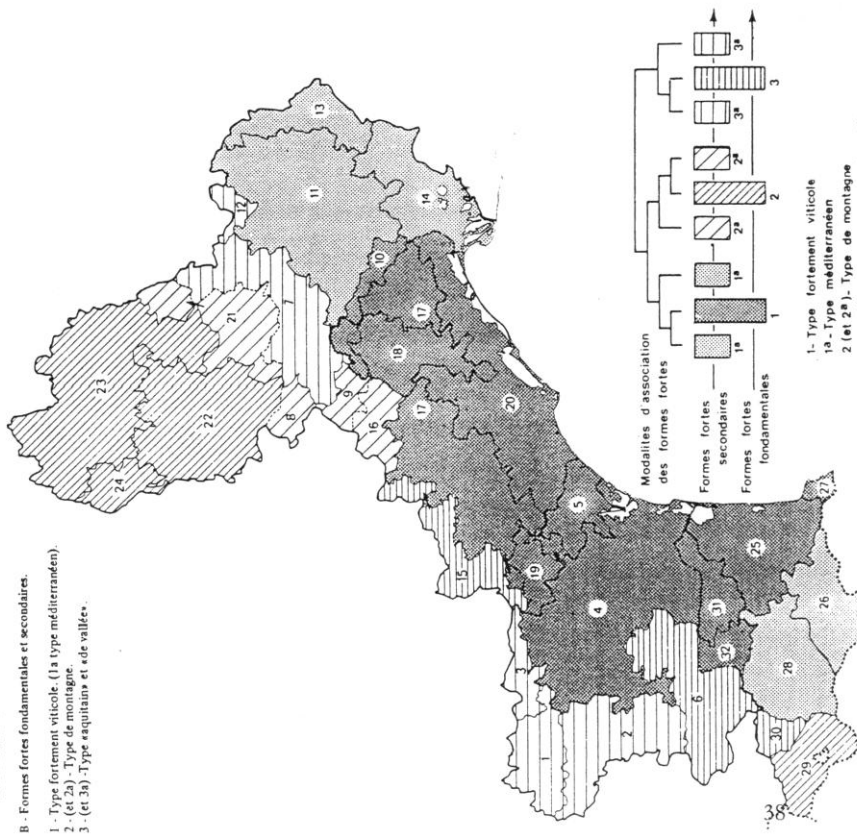 B - Formes fortes fondamentales et secondaires.
1 - Type fortement viticole. (1a type méditerranéen).
2 - (et 2a) - Type de montagne.
3 - (et 3a) -Type «aquitain» et «de vallée».
24
23
22
21
8
9
16
7
12
11
13
14
10
17
18
17
20
15
19
5
3
4
1
2
6
32
31
25
27
26
28
30
29
Modalités d'association
des formes fortes
Formes fortes
secondaires
Formes fortes
fondamentales
1ª
1
1ª
2ª
2
2ª
3ª
3
3ª
1- Type fortement viticole
1ª- Type méditerranéen
2 (et 2ª)- Type de montagne
38